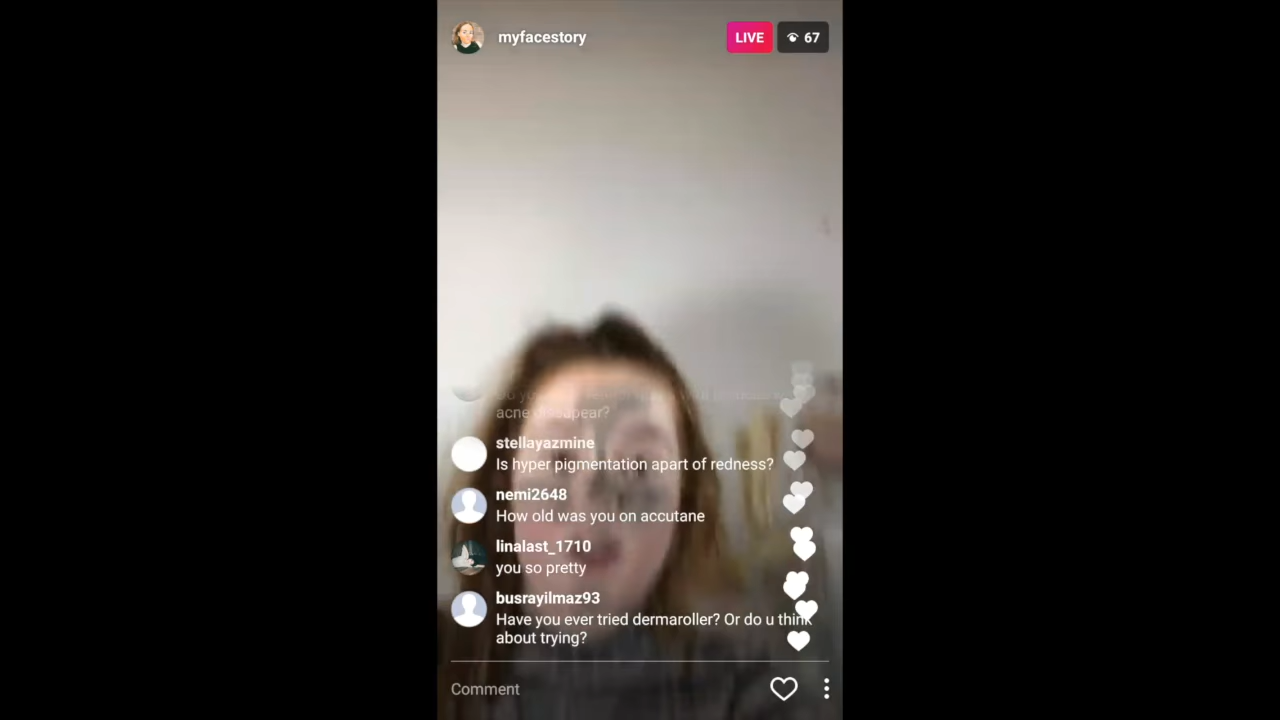 myfacestory
LIVE
67
acne diseapear?
stellayazmine
Is hyper pigmentation apart of redness?
nemi2648
How old was you on accutane
linalast_1710
you so pretty
busrayilmaz93
Have you ever tried dermaroller? Or do u think
about trying?
Comment